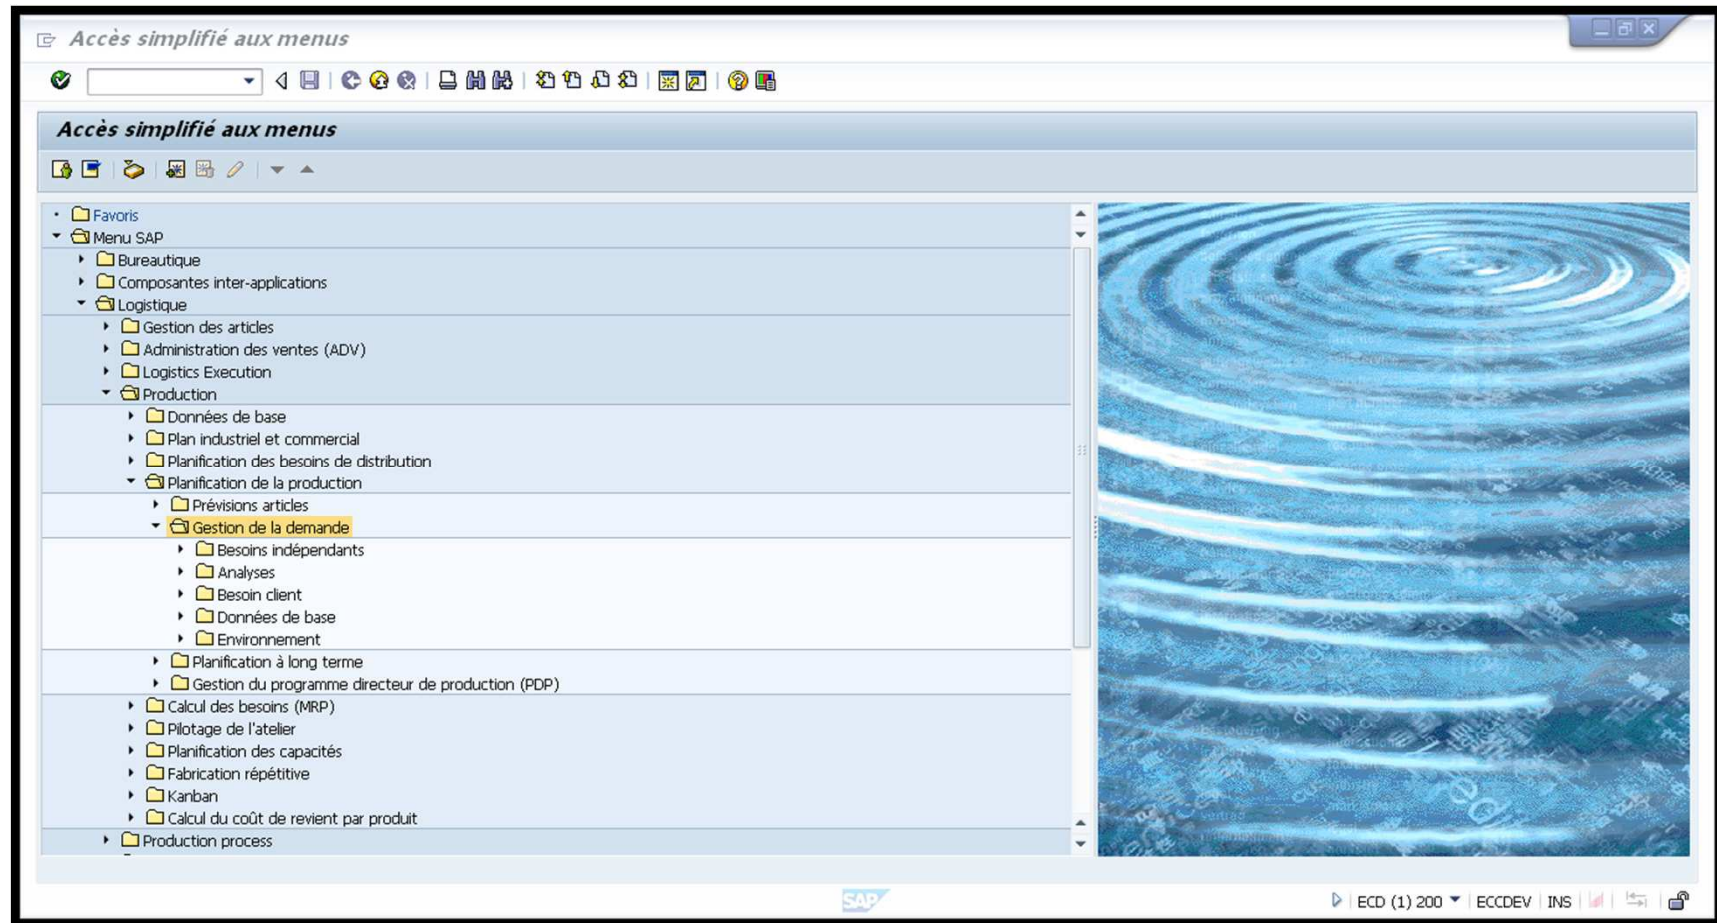 Accès simplifié aux menus
Accès simplifié aux menus
Favoris
Menu SAP
Bureautique
Composantes inter-applications
Logistique
Gestion des articles
Administration des ventes (ADV)
Logistics Execution
Production
Données de base
Plan industriel et commercial
Planification des besoins de distribution
Planification de la production
Prévisions articles
Gestion de la demande
Besoins indépendants
Analyses
Besoin client
Données de base
Environnement
Planification à long terme
Gestion du programme directeur de production (PDP)
Calcul des besoins (MRP)
Pilotage de l'atelier
Planification des capacités
Fabrication répétitive
Kanban
Calcul du coût de revient par produit
Production process
SAP
ECD (1) 200 ECCDEV INS